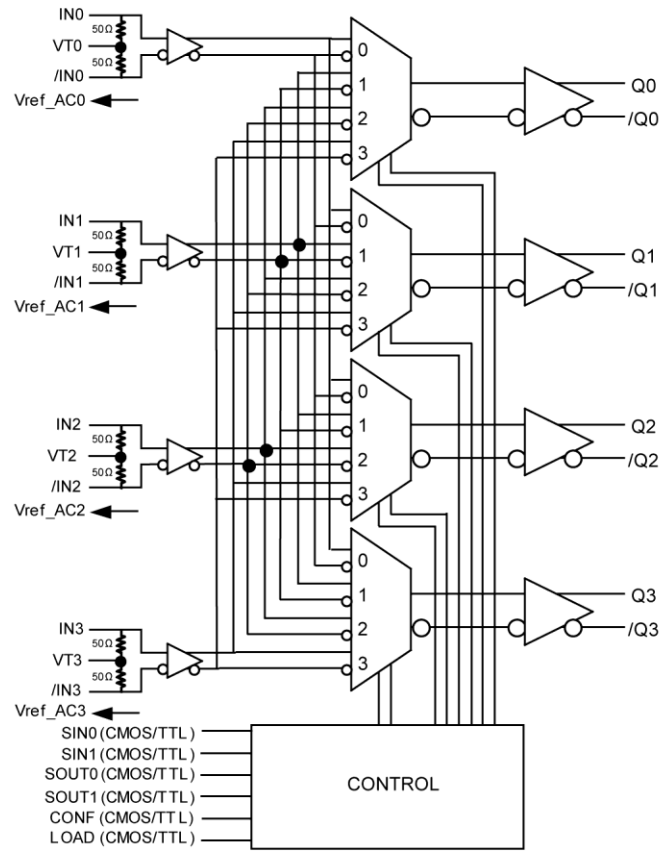 IN0
50Ω
VT0
50Ω
/IN0
Vref_AC0
0
1
2
3
Q0
/Q0
IN1
50Ω
VT1
50Ω
/IN1
Vref_AC1
0
1
2
3
Q1
/Q1
IN2
50Ω
VT2
50Ω
/IN2
Vref_AC2
0
1
2
3
Q2
/Q2
IN3
50Ω
VT3
50Ω
/IN3
Vref_AC3
0
1
2
3
Q3
/Q3
SIN0 (CMOS/TTL)
SIN1 (CMOS/TTL)
SOUT0 (CMOS/TTL)
SOUT1 (CMOS/TTL)
CONF (CMOS/TTL)
LOAD (CMOS/TTL)
CONTROL